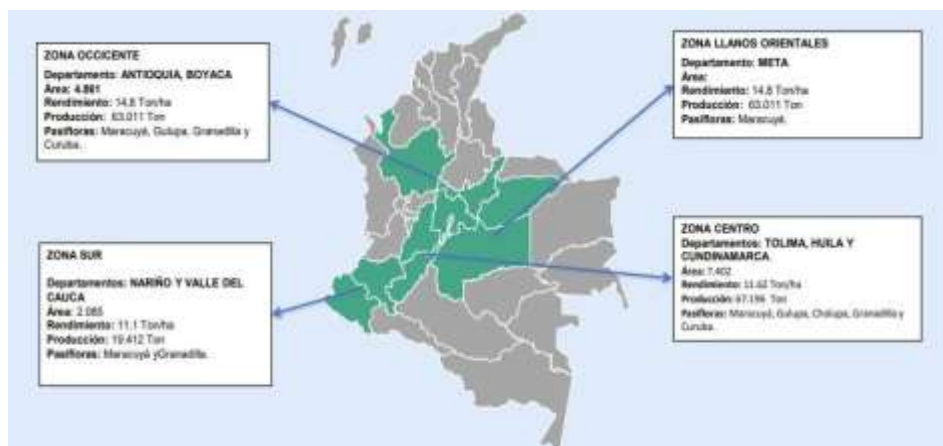 ZONA OCCICENTE
Departamento: ANTIOQUIA, BOYACA
Área: 4.861
Rendimiento: 14.8 Ton/ha
Producción: 63.011 Ton
Pasifloras: Maracuyá, Gulupa, Granadilla y
Curuba.
ZONA LLANOS ORIENTALES
Departamento: META
Área:
Rendimiento: 14.8 Ton/ha
Producción: 63.011 Ton
Pasifloras: Maracuyá.
ZONA SUR
Departamentos: NARIÑO Y VALLE DEL
CAUCA
Área: 2.085
Rendimiento: 11.1 Ton/ha
Producción: 19.412 Ton
Pasifloras: Maracuyá yGranadilla.
ZONA CENTRO
Departamentos: TOLIMA, HUILA Y
CUNDINAMARCA.
Área: 7.402
Rendimiento: 11.62 Ton/ha
Producción: 67.196 Ton
Pasifloras: Maracuyá, Gulupa, Cholupa, Granadilla y
Curuba.